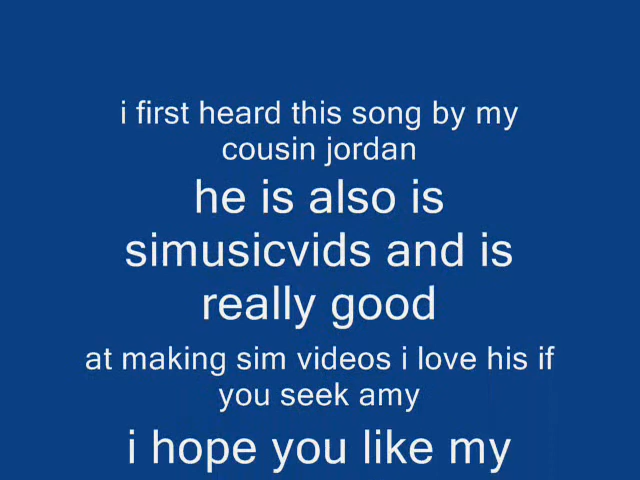 i first heard this song by my
cousin jordan
he is also is
simusicvids and is
really good
at making sim videos i love his if
you seek amy
i hope you like my